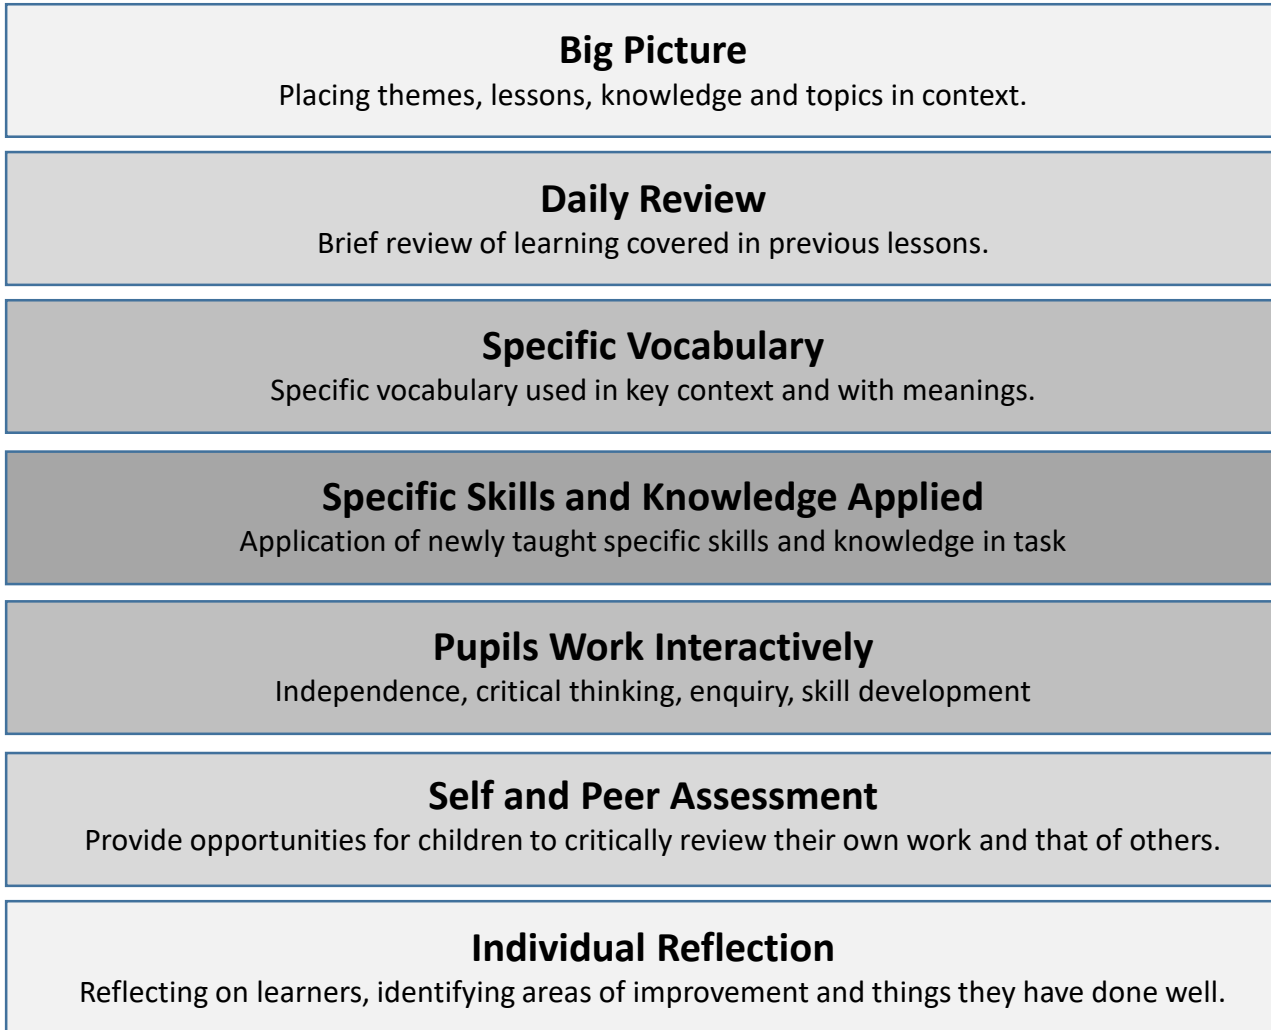 Big Picture
Placing themes, lessons, knowledge and topics in context.
Daily Review
Brief review of learning covered in previous lessons.
Specific Vocabulary
Specific vocabulary used in key context and with meanings.
Specific Skills and Knowledge Applied
Application of newly taught specific skills and knowledge in task
Pupils Work Interactively
Independence, critical thinking, enquiry, skill development
Self and Peer Assessment
Provide opportunities for children to critically review their own work and that of others.
Individual Reflection
Reflecting on learners, identifying areas of improvement and things they have done well.